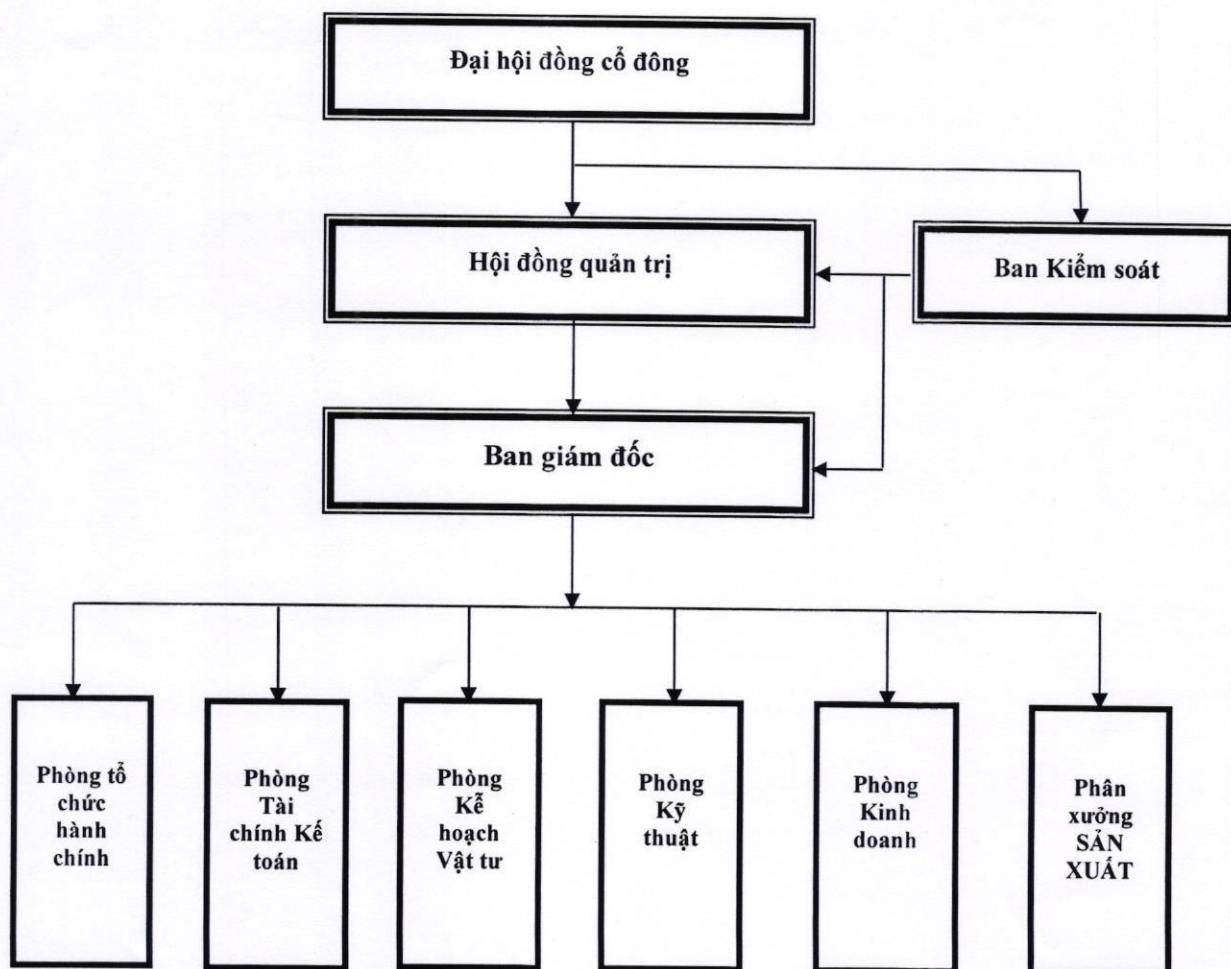 Đại hội đồng cổ đông
Hội đồng quản trị
Ban Kiểm soát
Ban giám đốc
Phòng tổ
chức
hành
chính
Phòng
Tài
chính Kế
toán
Phòng
Kễ
hoạch
Vật tư
Phòng
Kỹ
thuật
Phòng
Kinh
doanh
Phân
xưởng
SẢN
XUẤT